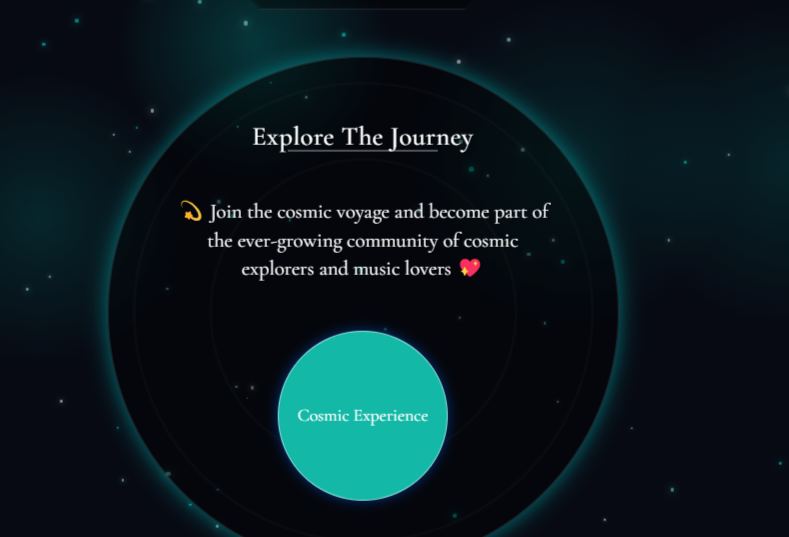 Explore The Journey
💫 Join the cosmic voyage and become part of
the ever-growing community of cosmic
explorers and music lovers 💖
Cosmic Experience